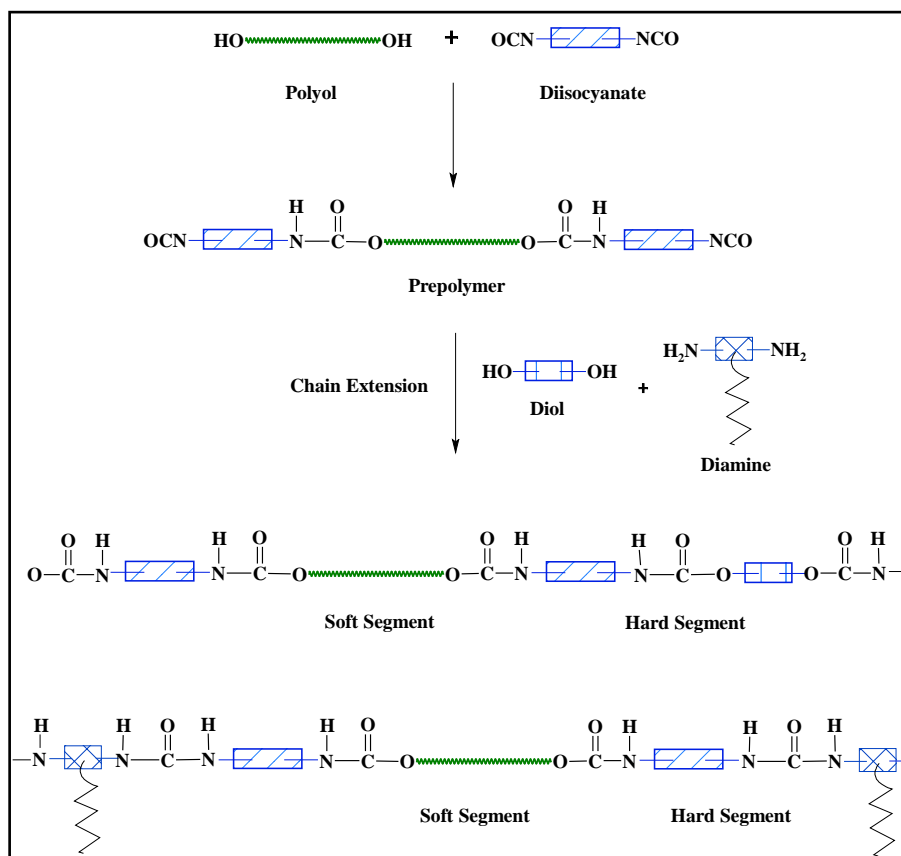 HO OH + OCN NCO
Polyol Diisocyanate
H O O H
OCN N C O O C N NCO
Prepolymer
H₂N NH₂
HO OH
Chain Extension +
Diol
Diamine
O H H O O H H O O H
O C N N C O O C N N C O O C N
Soft Segment Hard Segment
H H O H H O O H H O H
N N C N N C O O C N N C N
Soft Segment Hard Segment